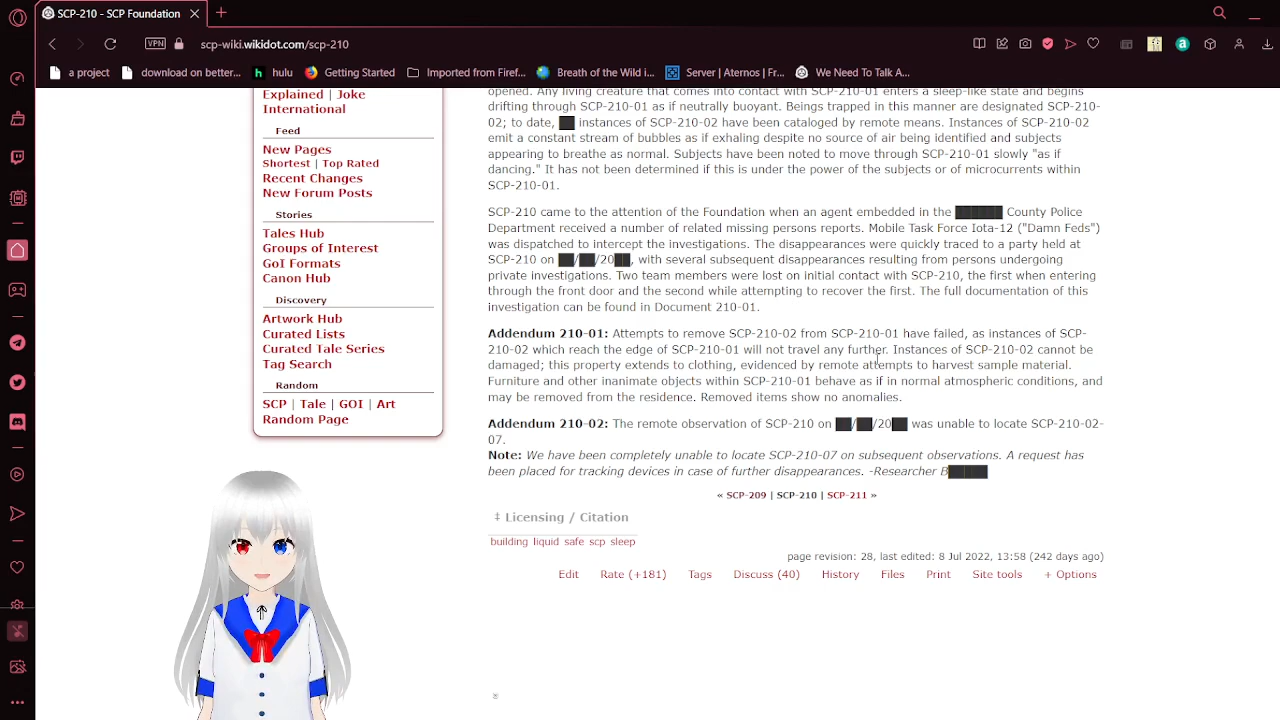 SCP-210 - SCP Foundation
VPN
scp-wiki.wikidot.com/scp-210
a project
download on better...
h
hulu
Getting Started
Imported from Firef...
Breath of the Wild i...
Server | Aternos | Fr...
We Need To Talk A...
Explained | Joke
International
Feed
New Pages
Shortest | Top Rated
Recent Changes
New Forum Posts
Stories
Tales Hub
Groups of Interest
GoI Formats
Canon Hub
Discovery
Artwork Hub
Curated Lists
Curated Tale Series
Tag Search
Random
SCP | Tale | GOI | Art
Random Page
opened. Any living creature that comes into contact with SCP-210-01 enters a sleep-like state and begins
drifting through SCP-210-01 as if neutrally buoyant. Beings trapped in this manner are designated SCP-210-
02; to date, ██ instances of SCP-210-02 have been cataloged by remote means. Instances of SCP-210-02
emit a constant stream of bubbles as if exhaling despite no source of air being identified and subjects
appearing to breathe as normal. Subjects have been noted to move through SCP-210-01 slowly "as if
dancing." It has not been determined if this is under the power of the subjects or of microcurrents within
SCP-210-01.
SCP-210 came to the attention of the Foundation when an agent embedded in the ██████ County Police
Department received a number of related missing persons reports. Mobile Task Force Iota-12 ("Damn Feds")
was dispatched to intercept the investigations. The disappearances were quickly traced to a party held at
SCP-210 on ██/██/20██, with several subsequent disappearances resulting from persons undergoing
private investigations. Two team members were lost on initial contact with SCP-210, the first when entering
through the front door and the second while attempting to recover the first. The full documentation of this
investigation can be found in Document 210-01.
Addendum 210-01: Attempts to remove SCP-210-02 from SCP-210-01 have failed, as instances of SCP-
210-02 which reach the edge of SCP-210-01 will not travel any further. Instances of SCP-210-02 cannot be
damaged; this property extends to clothing, evidenced by remote attempts to harvest sample material.
Furniture and other inanimate objects within SCP-210-01 behave as if in normal atmospheric conditions, and
may be removed from the residence. Removed items show no anomalies.
Addendum 210-02: The remote observation of SCP-210 on ██/██/20██ was unable to locate SCP-210-02-
07.
Note: We have been completely unable to locate SCP-210-07 on subsequent observations. A request has
been placed for tracking devices in case of further disappearances. -Researcher B█████
« SCP-209 | SCP-210 | SCP-211 »
‡ Licensing / Citation
building liquid safe scp sleep
page revision: 28, last edited: 8 Jul 2022, 13:58 (242 days ago)
Edit
Rate (+181)
Tags
Discuss (40)
History
Files
Print
Site tools
+ Options